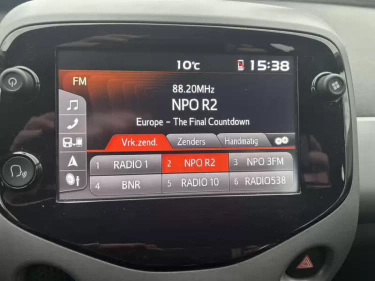 10°c 15:38
FM
88.20MHz
NPO R2
Europe – The Final Countdown
Vrk.zend. Zenders Handmatig
1 RADIO 1 2 NPO R2 3 NPO 3FM
4 BNR 5 RADIO 10 6 RADIO538